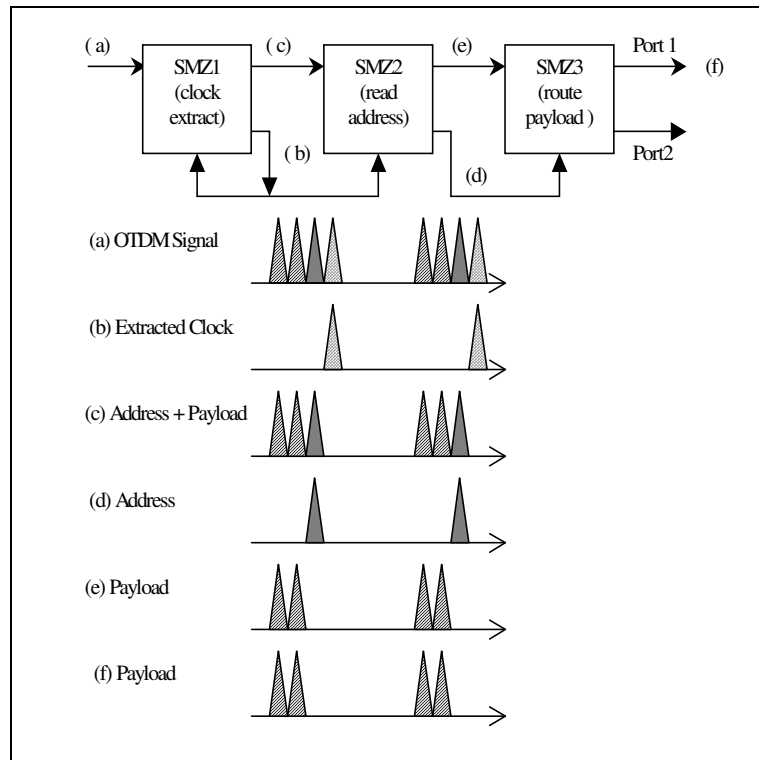 ( a)
SMZ1
(clock
extract)
( c)
SMZ2
(read
address)
(e)
SMZ3
(route
payload )
Port 1
(f)
Port2
( b)
(d)
(a) OTDM Signal
(b) Extracted Clock
(c) Address + Payload
(d) Address
(e) Payload
(f) Payload